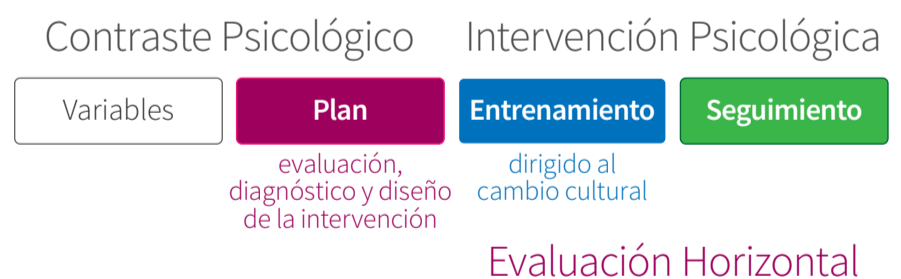 Contraste Psicológico
Intervención Psicológica
Variables
Plan
Entrenamiento
Seguimiento
evaluación,
diagnóstico y diseño
de la intervención
dirigido al
cambio cultural
Evaluación Horizontal